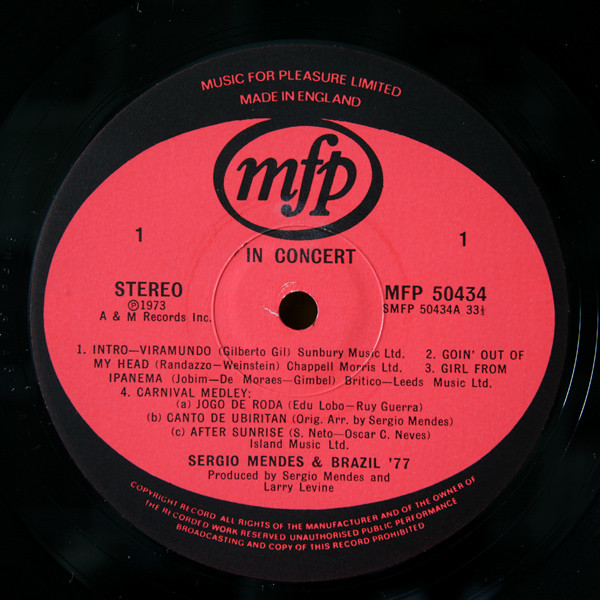 MUSIC FOR PLEASURE LIMITED
MADE IN ENGLAND
mfp
1
1
IN CONCERT
STEREO
Ⓟ1973
A & M Records Inc.
MFP 50434
SMFP 50434A 33⅓
1. INTRO—VIRAMUNDO (Gilberto Gil) Sunbury Music Ltd. 2. GOIN' OUT OF
MY HEAD (Randazzo—Weinstein) Chappell Morris Ltd. 3. GIRL FROM
IPANEMA (Jobim—De Moraes—Gimbel) Britico—Leeds Music Ltd.
4. CARNIVAL MEDLEY:
(a) JOGO DE RODA (Edu Lobo—Ruy Guerra)
(b) CANTO DE UBIRITAN (Orig. Arr. by Sergio Mendes)
(c) AFTER SUNRISE (S. Neto—Oscar C. Neves)
Island Music Ltd.
SERGIO MENDES & BRAZIL '77
Produced by Sergio Mendes and
Larry Levine
COPYRIGHT RECORD ALL RIGHTS OF THE MANUFACTURER AND OF THE OWNER OF
THE RECORDED WORK RESERVED UNAUTHORISED PUBLIC PERFORMANCE
BROADCASTING AND COPY OF THIS RECORD PROHIBITED